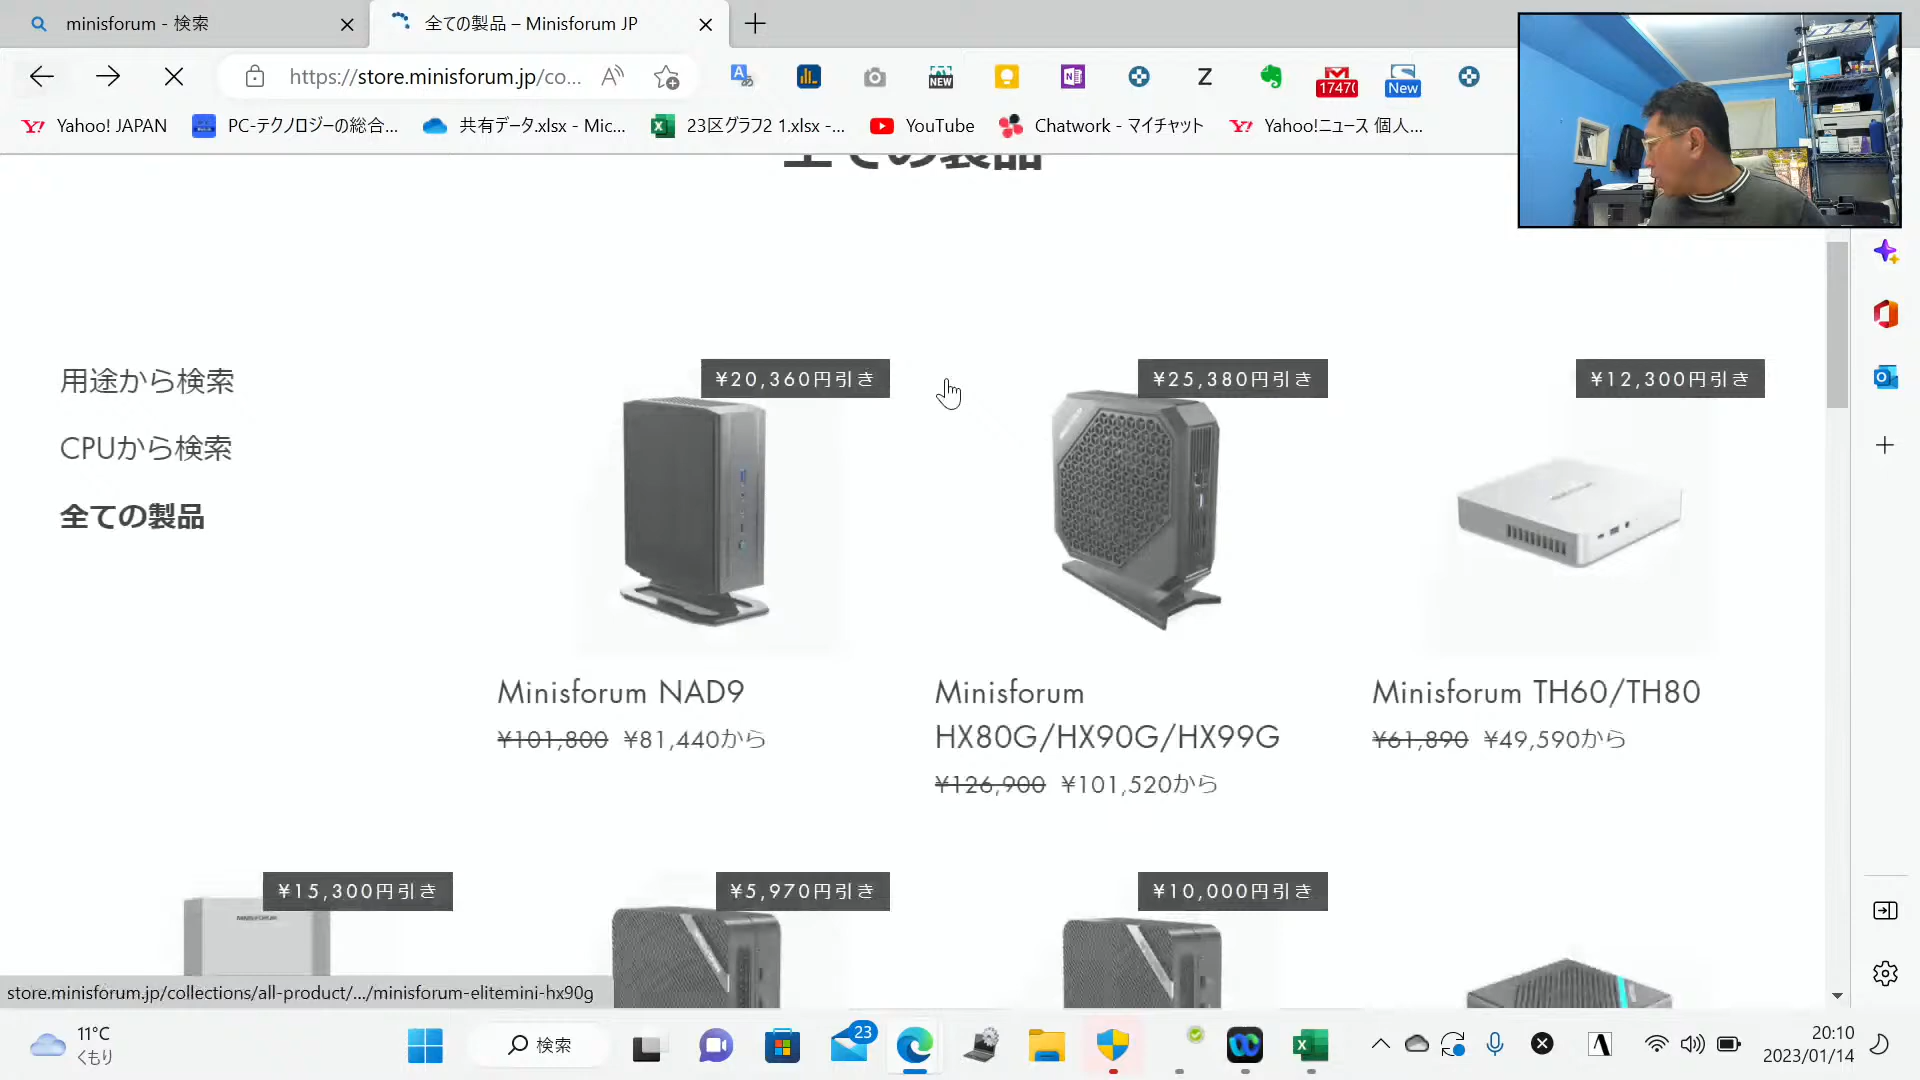 minisforum - 検索
全ての製品 – Minisforum JP
https://store.minisforum.jp/co...
NEW
17470
New
Yahoo! JAPAN
PC-テクノロジーの総合...
共有データ.xlsx - Mic...
23区グラフ2 1.xlsx -...
YouTube
Chatwork - マイチャット
Yahoo!ニュース 個人...
全ての製品
用途から検索
CPUから検索
全ての製品
¥20,360円引き
¥25,380円引き
¥12,300円引き
Minisforum NAD9
¥101,800 ¥81,440から
Minisforum
HX80G/HX90G/HX99G
¥126,900 ¥101,520から
Minisforum TH60/TH80
¥61,890 ¥49,590から
¥15,300円引き
¥5,970円引き
¥10,000円引き
MINISFORUM
store.minisforum.jp/collections/all-product/.../minisforum-elitemini-hx90g
11°C
くもり
検索
23
A
20:10
2023/01/14